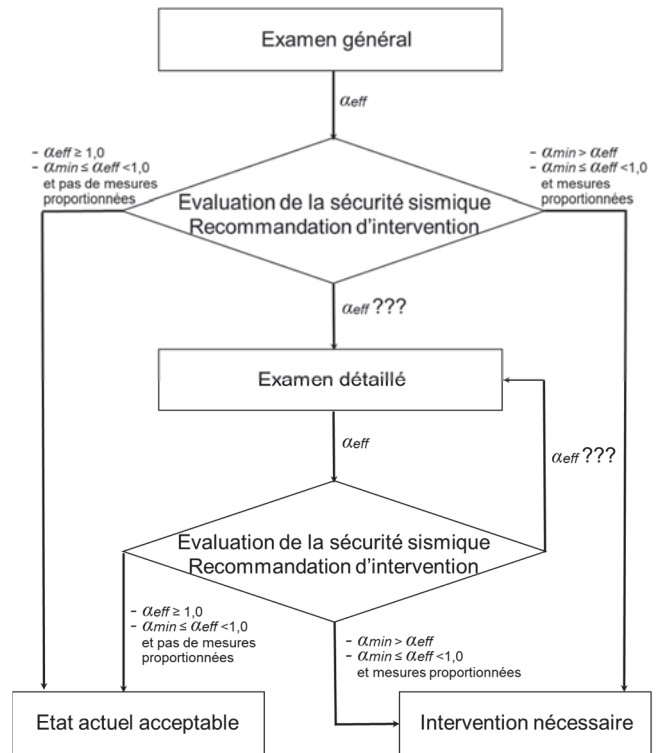 Examen général
αeff
- αeff ≥ 1,0
- αmin ≤ αeff <1,0
et pas de mesures
proportionnées
- αmin > αeff
- αmin ≤ αeff <1,0
et mesures
proportionnées
Evaluation de la sécurité sismique
Recommandation d'intervention
αeff ???
Examen détaillé
αeff
αeff ???
Evaluation de la sécurité sismique
Recommandation d'intervention
- αeff ≥ 1,0
- αmin ≤ αeff <1,0
et pas de mesures
proportionnées
- αmin > αeff
- αmin ≤ αeff <1,0
et mesures proportionnées
Etat actuel acceptable
Intervention nécessaire